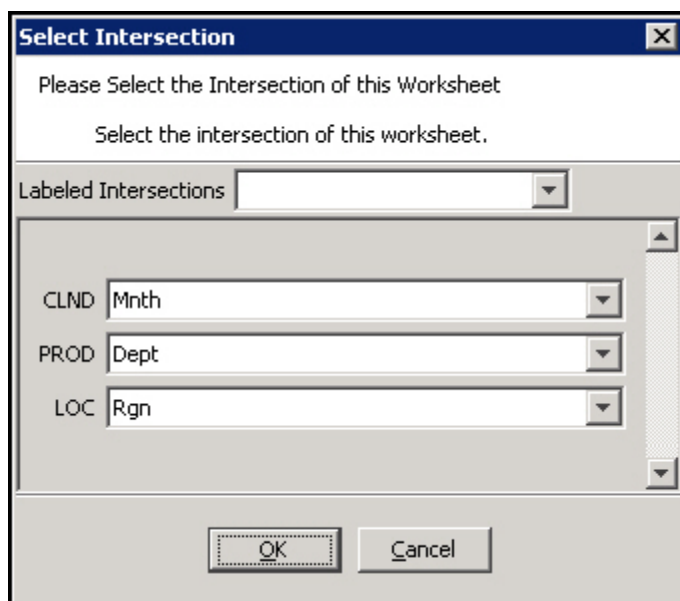 Select Intersection
Please Select the Intersection of this Worksheet
Select the intersection of this worksheet.
Labeled Intersections
CLND Mnth
PROD Dept
LOC Rgn
OK Cancel